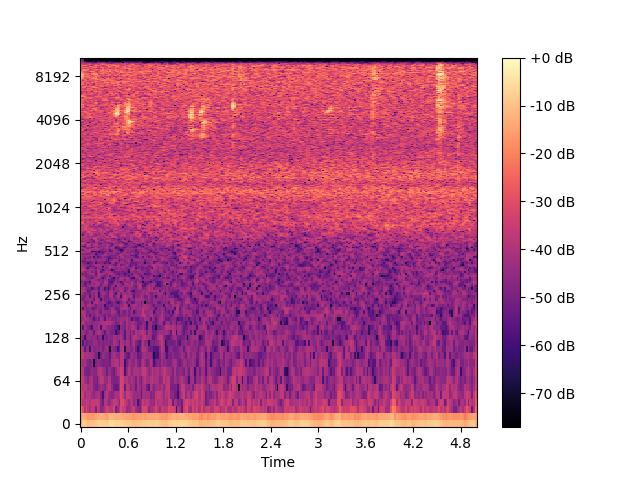 +0 dB
8192
-10 dB
4096
-20 dB
2048
-30 dB
1024
Hz
512
-40 dB
256
-50 dB
128
-60 dB
64
-70 dB
0
0 0.6 1.2 1.8 2.4 3 3.6 4.2 4.8
Time